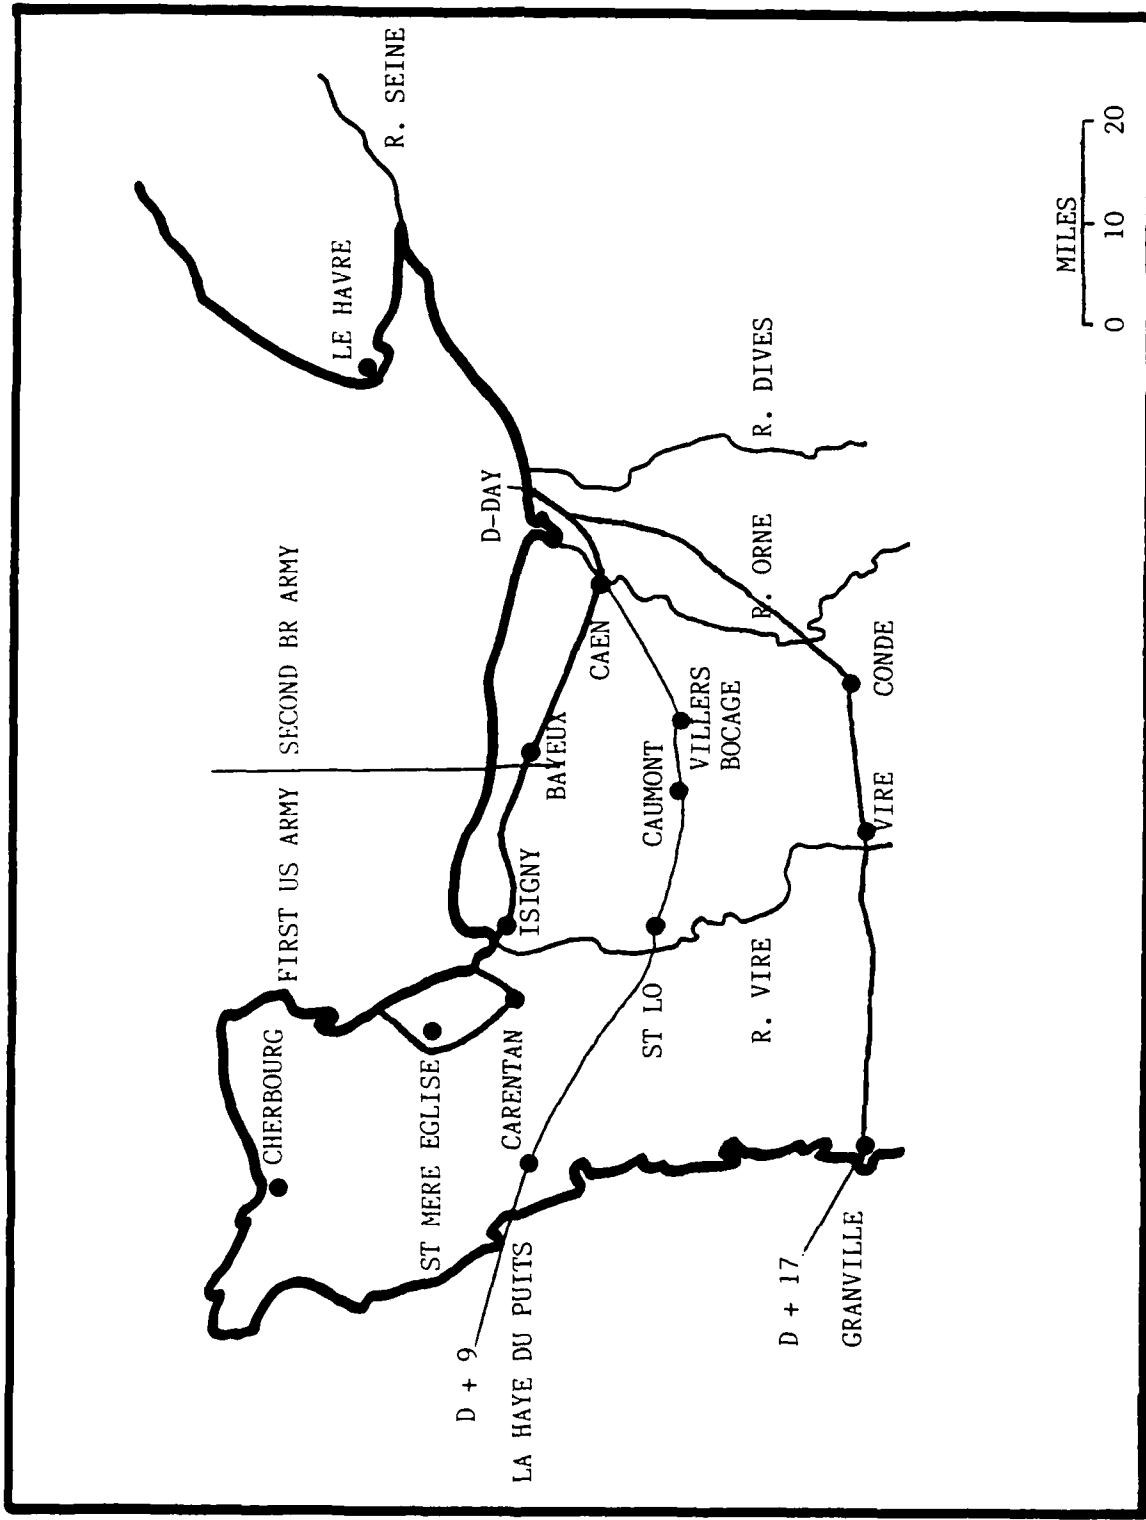 R. SEINE
LE HAVRE
D-DAY
FIRST US ARMY
SECOND BR ARMY
CHERBOURG
ST MERE EGLISE
CARENTAN
ISIGNY
BAYEUX
CAEN
R. DIVES
R. ORNE
D + 9
LA HAYE DU PUITS
ST LO
CAUMONT
VILLERS
BOCAGE
R. VIRE
D + 17
GRANVILLE
VIRE
CONDE
MILES
0 10 20